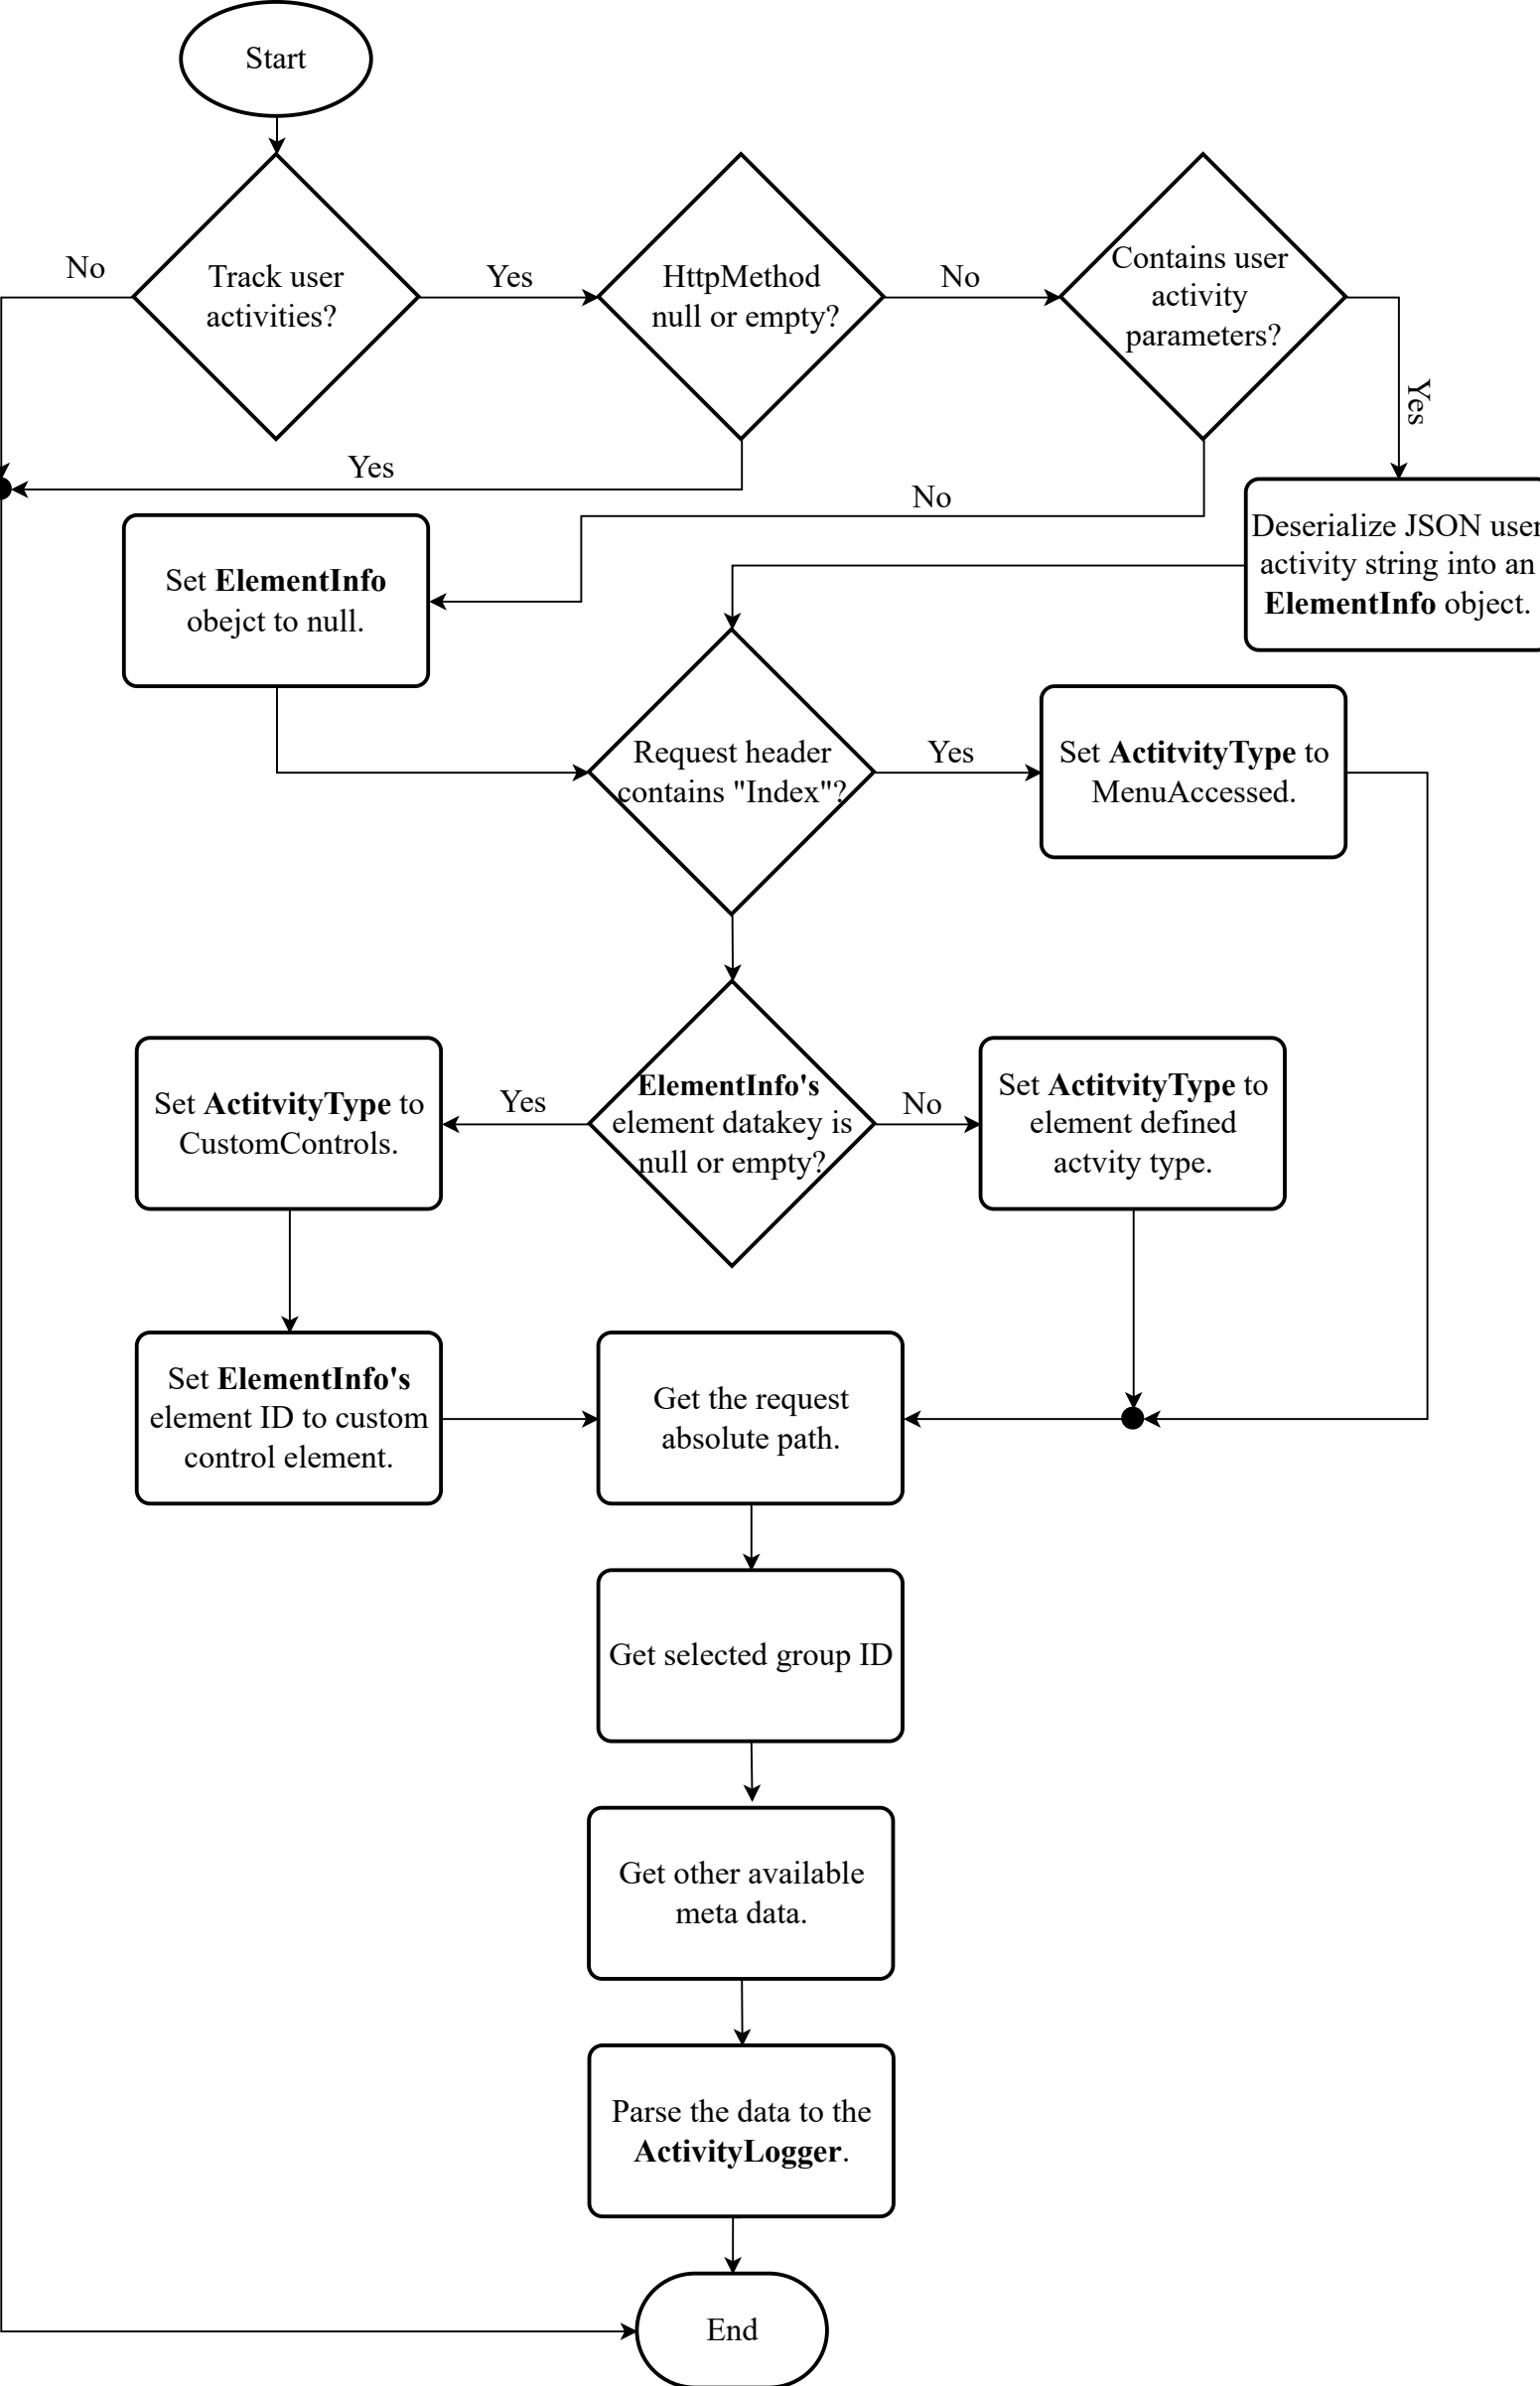 Start
No
Track user
activities?
Yes
HttpMethod
null or empty?
No
Contains user
activity
parameters?
Yes
Yes
No
Deserialize JSON user
activity string into an
ElementInfo object.
Set ElementInfo
obejct to null.
Request header
contains "Index"?
Yes
Set ActitvityType to
MenuAccessed.
Set ActitvityType to
CustomControls.
Yes
ElementInfo's
element datakey is
null or empty?
No
Set ActitvityType to
element defined
actvity type.
Set ElementInfo's
element ID to custom
control element.
Get the request
absolute path.
Get selected group ID
Get other available
meta data.
Parse the data to the
ActivityLogger.
End